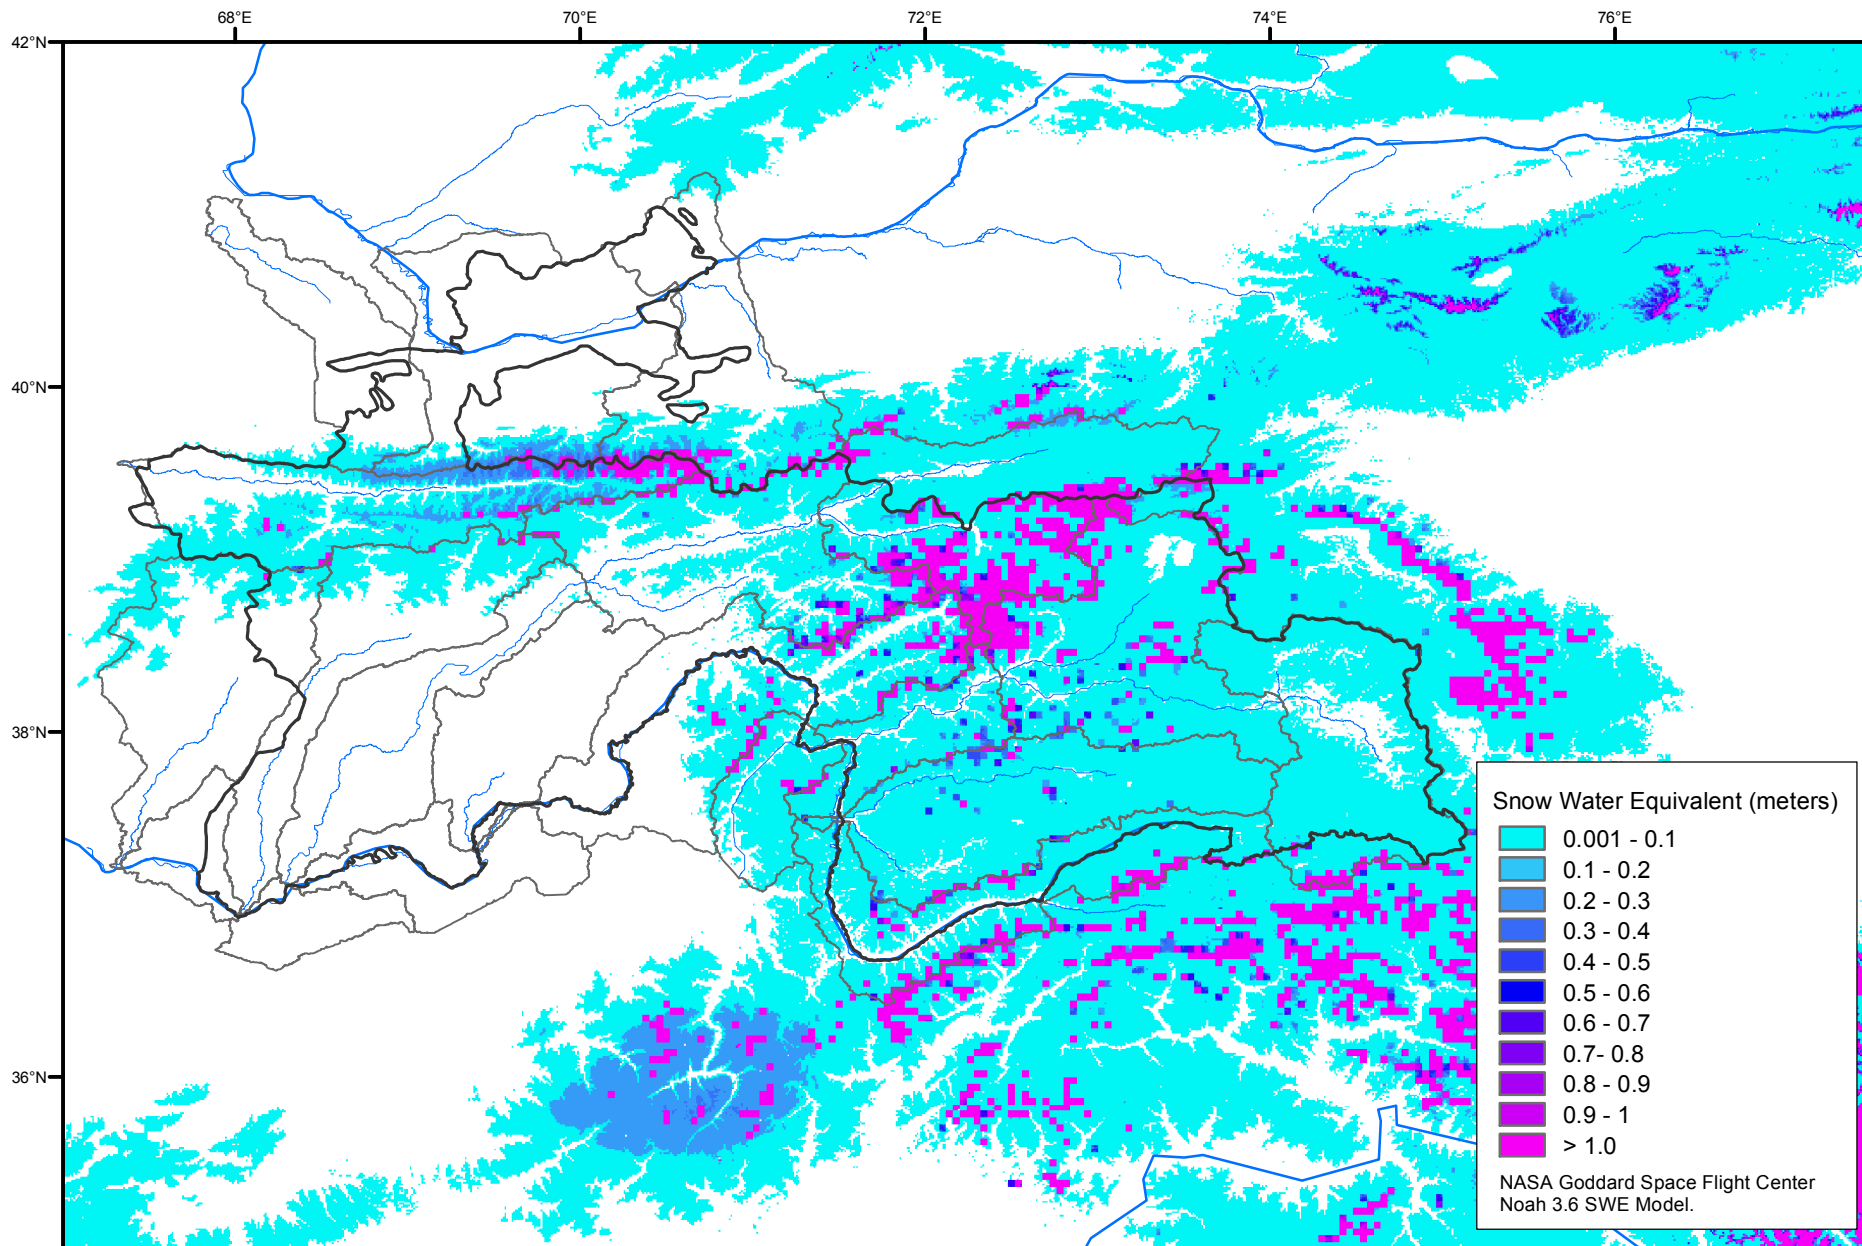 68°E 70°E 72°E 74°E 76°E
42°N
40°N
38°N
36°N
Snow Water Equivalent (meters)
0.001 - 0.1
0.1 - 0.2
0.2 - 0.3
0.3 - 0.4
0.4 - 0.5
0.5 - 0.6
0.6 - 0.7
0.7- 0.8
0.8 - 0.9
0.9 - 1
> 1.0
NASA Goddard Space Flight Center
Noah 3.6 SWE Model.